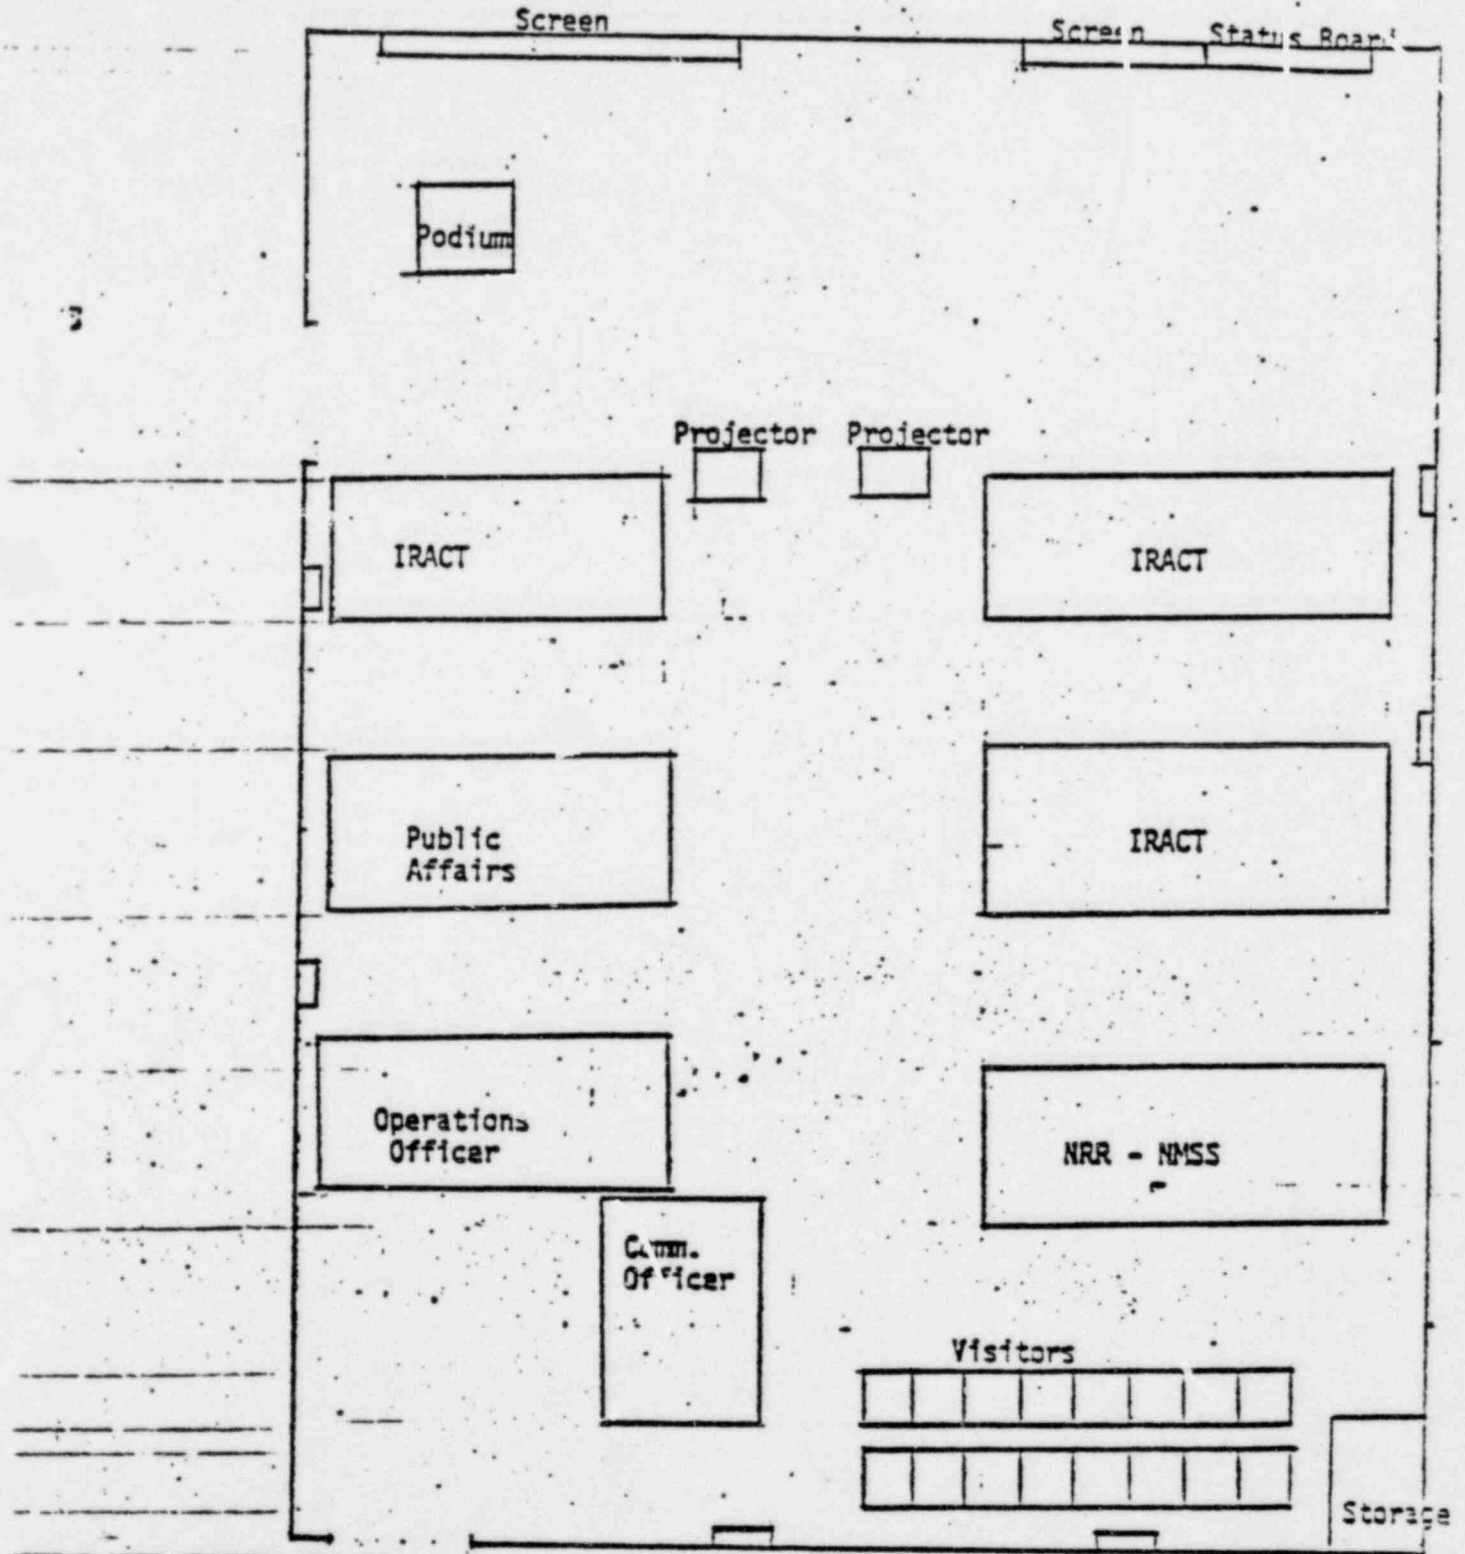 Screen
Screen
Status Board
Podium
Projector
Projector
IRACT
IRACT
Public
Affairs
IRACT
Operations
Officer
NRR - NMSS
Comm.
Officer
Visitors
Storage